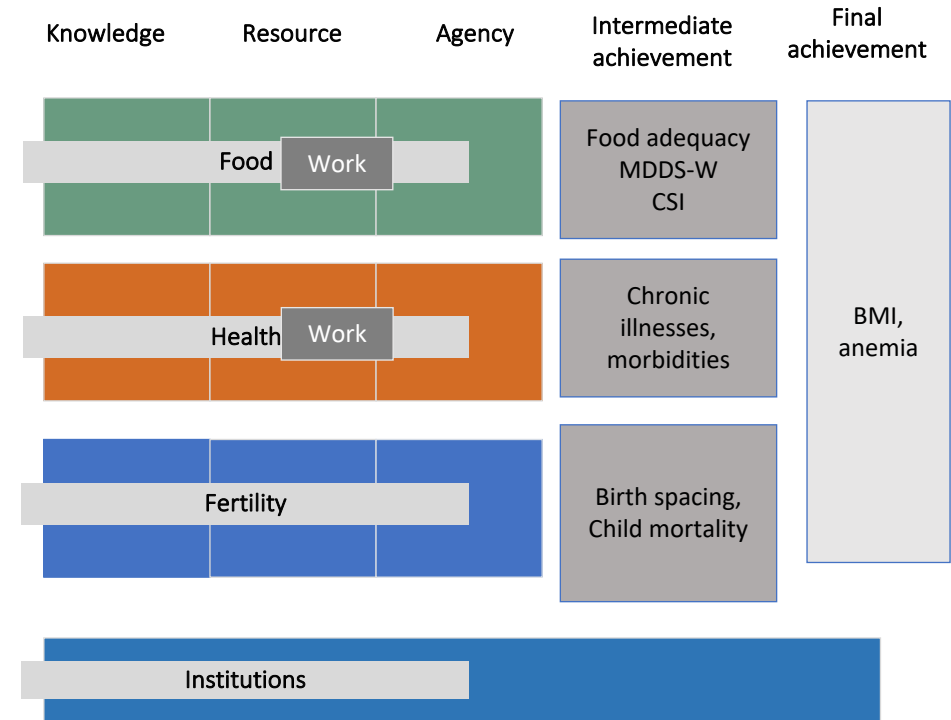 Knowledge
Resource
Agency
Intermediate
achievement
Final
achievement
Food
Work
Food adequacy
MDDS-W
CSI
Health
Work
Chronic
illnesses,
morbidities
BMI,
anemia
Fertility
Birth spacing,
Child mortality
Institutions